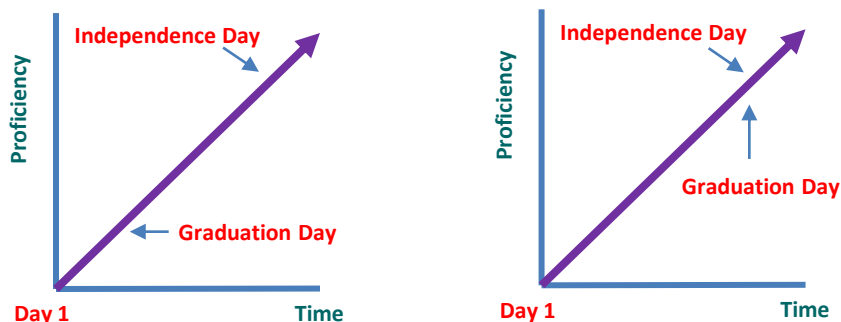 Independence Day
Proficiency
Graduation Day
Day 1
Time
Independence Day
Proficiency
Graduation Day
Day 1
Time